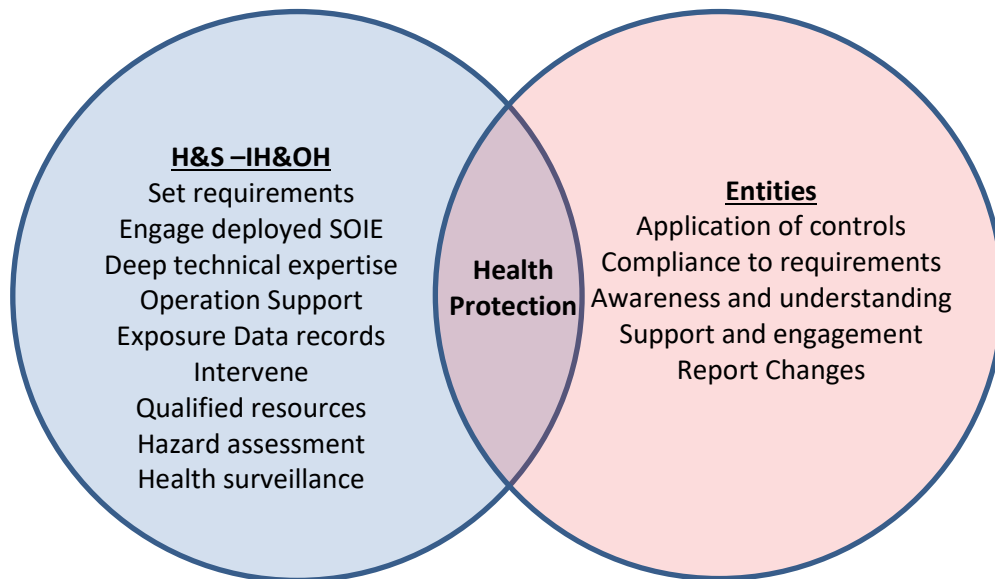 H&S –IH&OH
Set requirements
Engage deployed SOIE
Deep technical expertise
Operation Support
Exposure Data records
Intervene
Qualified resources
Hazard assessment
Health surveillance
Health
Protection
Entities
Application of controls
Compliance to requirements
Awareness and understanding
Support and engagement
Report Changes